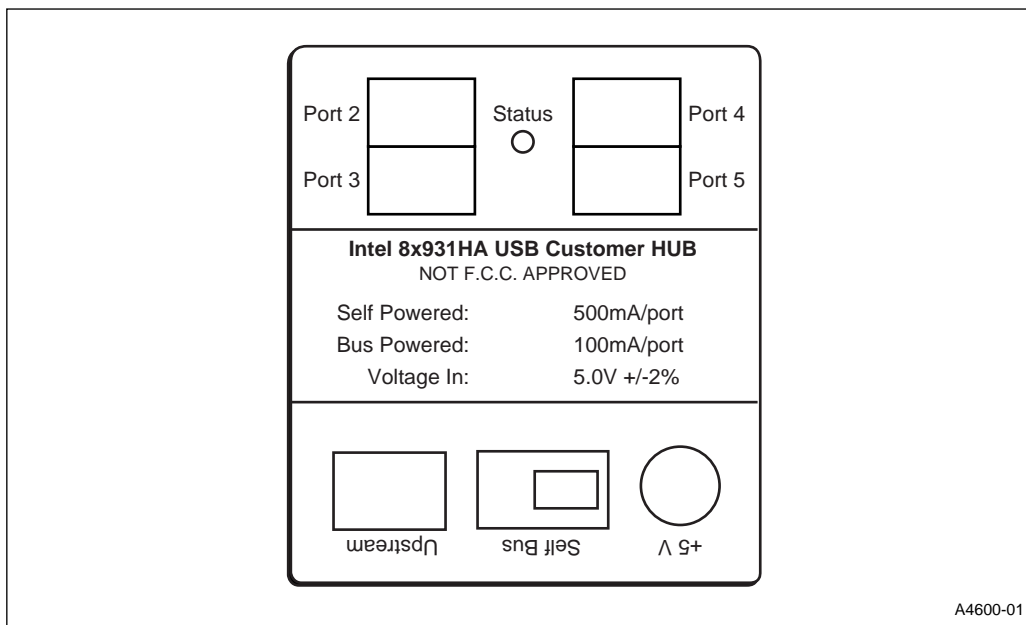 Port 2
Status
Port 4
Port 3
Port 5
Intel 8x931HA USB Customer HUB
NOT F.C.C. APPROVED
Self Powered: 500mA/port
Bus Powered: 100mA/port
Voltage In: 5.0V +/-2%
Upstream
Self Bus
+5 V
A4600-01